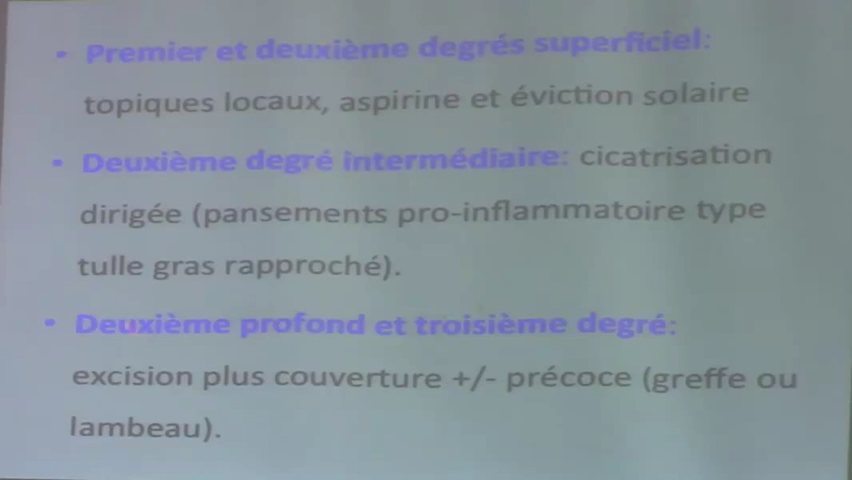 • Premier et deuxième degrés superficiel:
topiques locaux, aspirine et éviction solaire
• Deuxième degré intermédiaire: cicatrisation
dirigée (pansements pro-inflammatoire type
tulle gras rapproché).
• Deuxième profond et troisième degré:
excision plus couverture +/- précoce (greffe ou
lambeau).